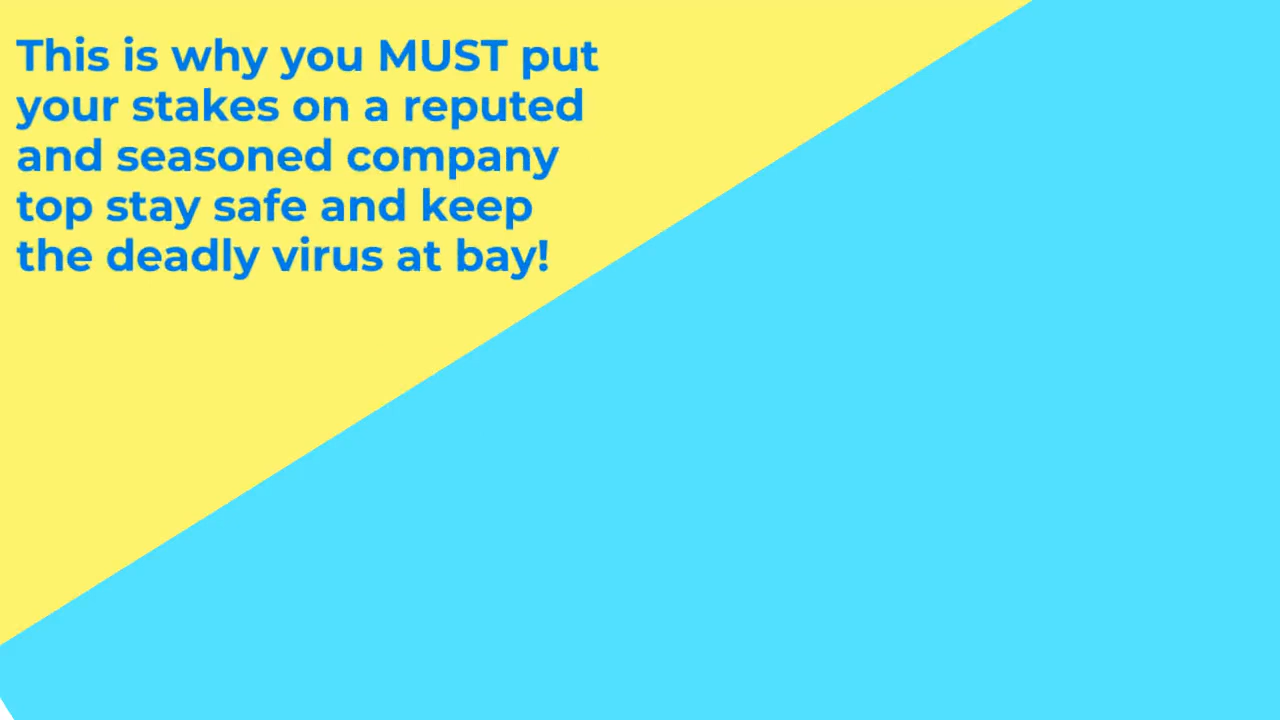 This is why you MUST put
your stakes on a reputed
and seasoned company
top stay safe and keep
the deadly virus at bay!